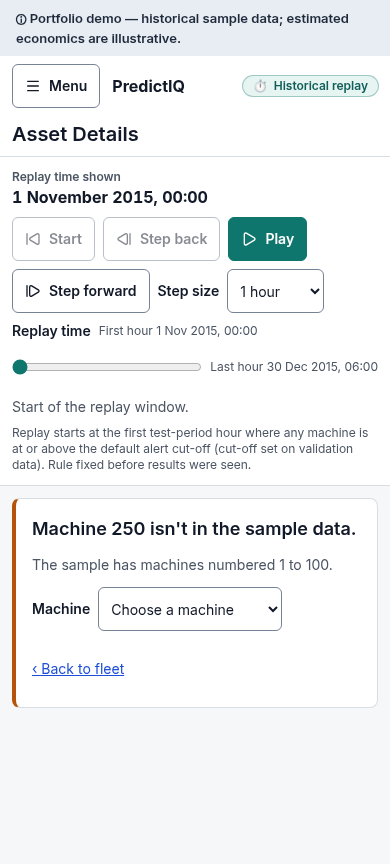 Portfolio demo — historical sample data; estimated
economics are illustrative.
Menu
PredictIQ
Historical replay
Asset Details
Replay time shown
1 November 2015, 00:00
Start
Step back
Play
Step forward
Step size
1 hour
Replay time
First hour 1 Nov 2015, 00:00
Last hour 30 Dec 2015, 06:00
Start of the replay window.
Replay starts at the first test-period hour where any machine is
at or above the default alert cut-off (cut-off set on validation
data). Rule fixed before results were seen.
Machine 250 isn't in the sample data.
The sample has machines numbered 1 to 100.
Machine
Choose a machine
‹ Back to fleet